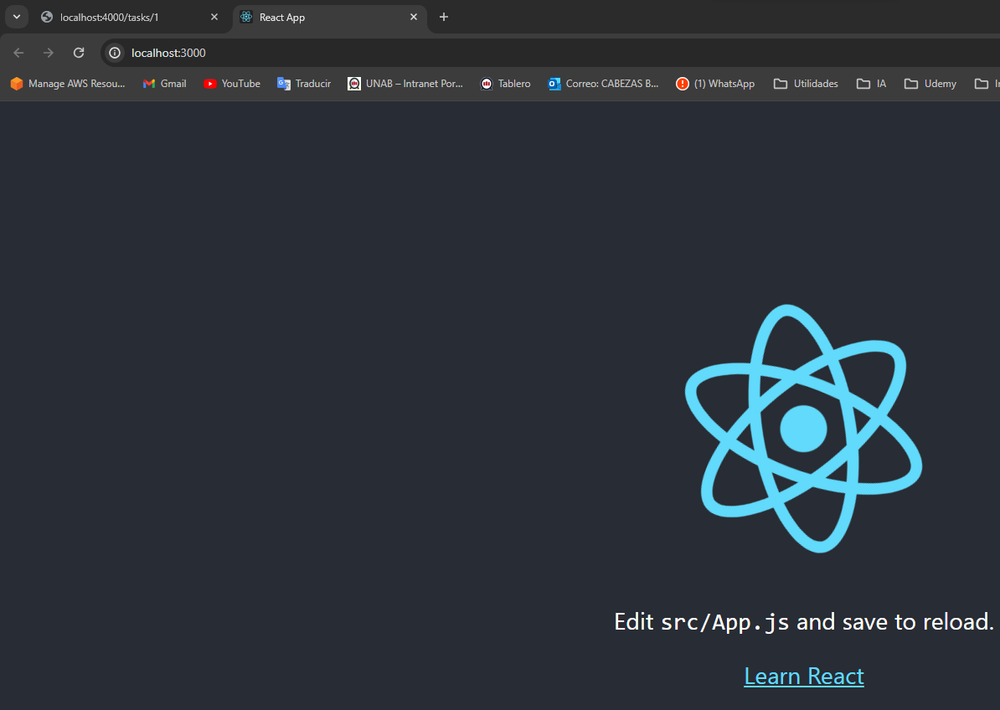 localhost:4000/tasks/1
React App
localhost:3000
Manage AWS Resou... Gmail YouTube Traducir UNAB – Intranet Por... Tablero Correo: CABEZAS B... (1) WhatsApp Utilidades IA Udemy
Edit src/App.js and save to reload.
Learn React